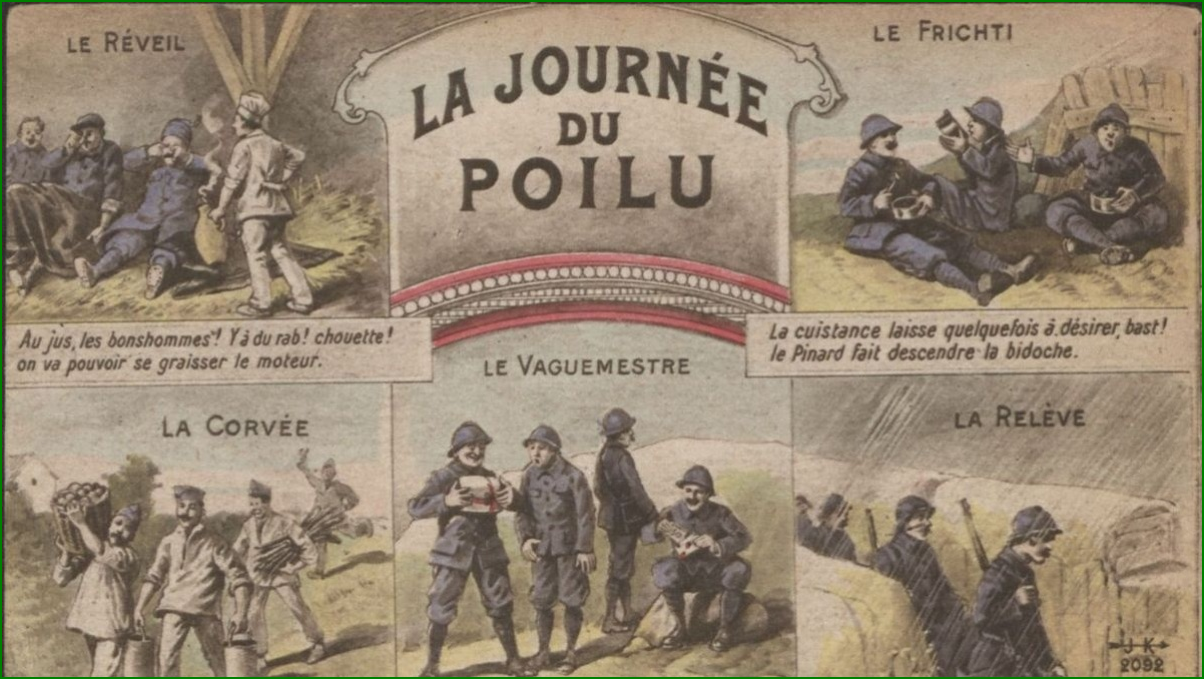 LE RÉVEIL
LA JOURNÉE
DU
POILU
LE FRICHTI
Au jus, les bonshommes! Y à du rab! chouette!
on va pouvoir se graisser le moteur.
La cuistance laisse quelquefois à désirer, bast!
le Pinard fait descendre la bidoche.
LA CORVÉE
LE VAGUEMESTRE
LA RELÈVE
J K
2092